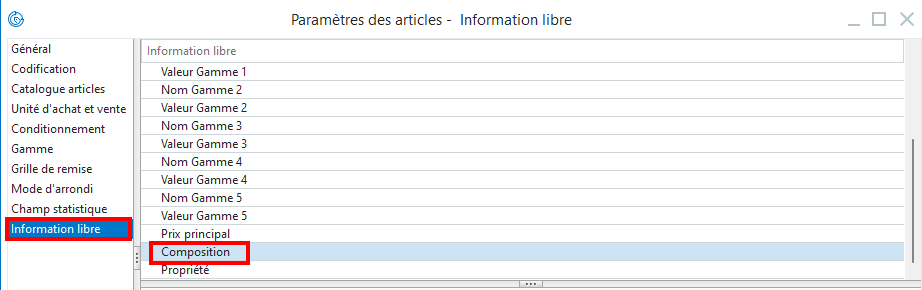 Paramètres des articles - Information libre
Général
Codification
Catalogue articles
Unité d'achat et vente
Conditionnement
Gamme
Grille de remise
Mode d'arrondi
Champ statistique
Information libre
Information libre
Valeur Gamme 1
Nom Gamme 2
Valeur Gamme 2
Nom Gamme 3
Valeur Gamme 3
Nom Gamme 4
Valeur Gamme 4
Nom Gamme 5
Valeur Gamme 5
Prix principal
Composition
Propriété